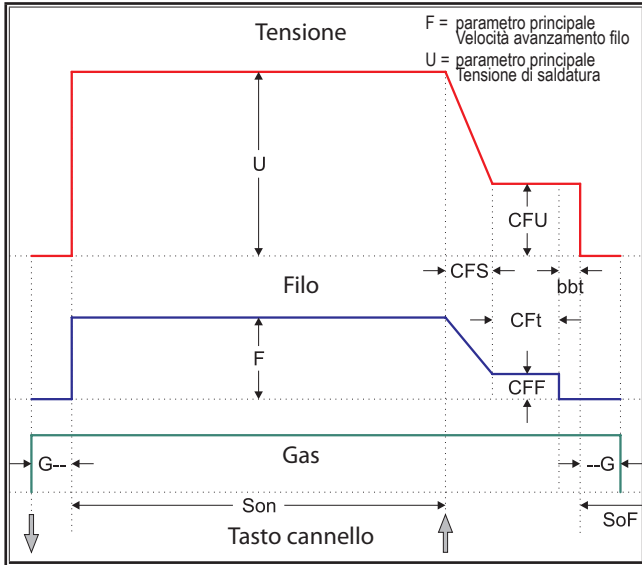 Tensione
F = parametro principale
Velocità avanzamento filo
U = parametro principale
Tensione di saldatura
U
CFU
CFS
bbt
Filo
CFt
F
CFF
Gas
G--
--G
Son
SoF
Tasto cannello